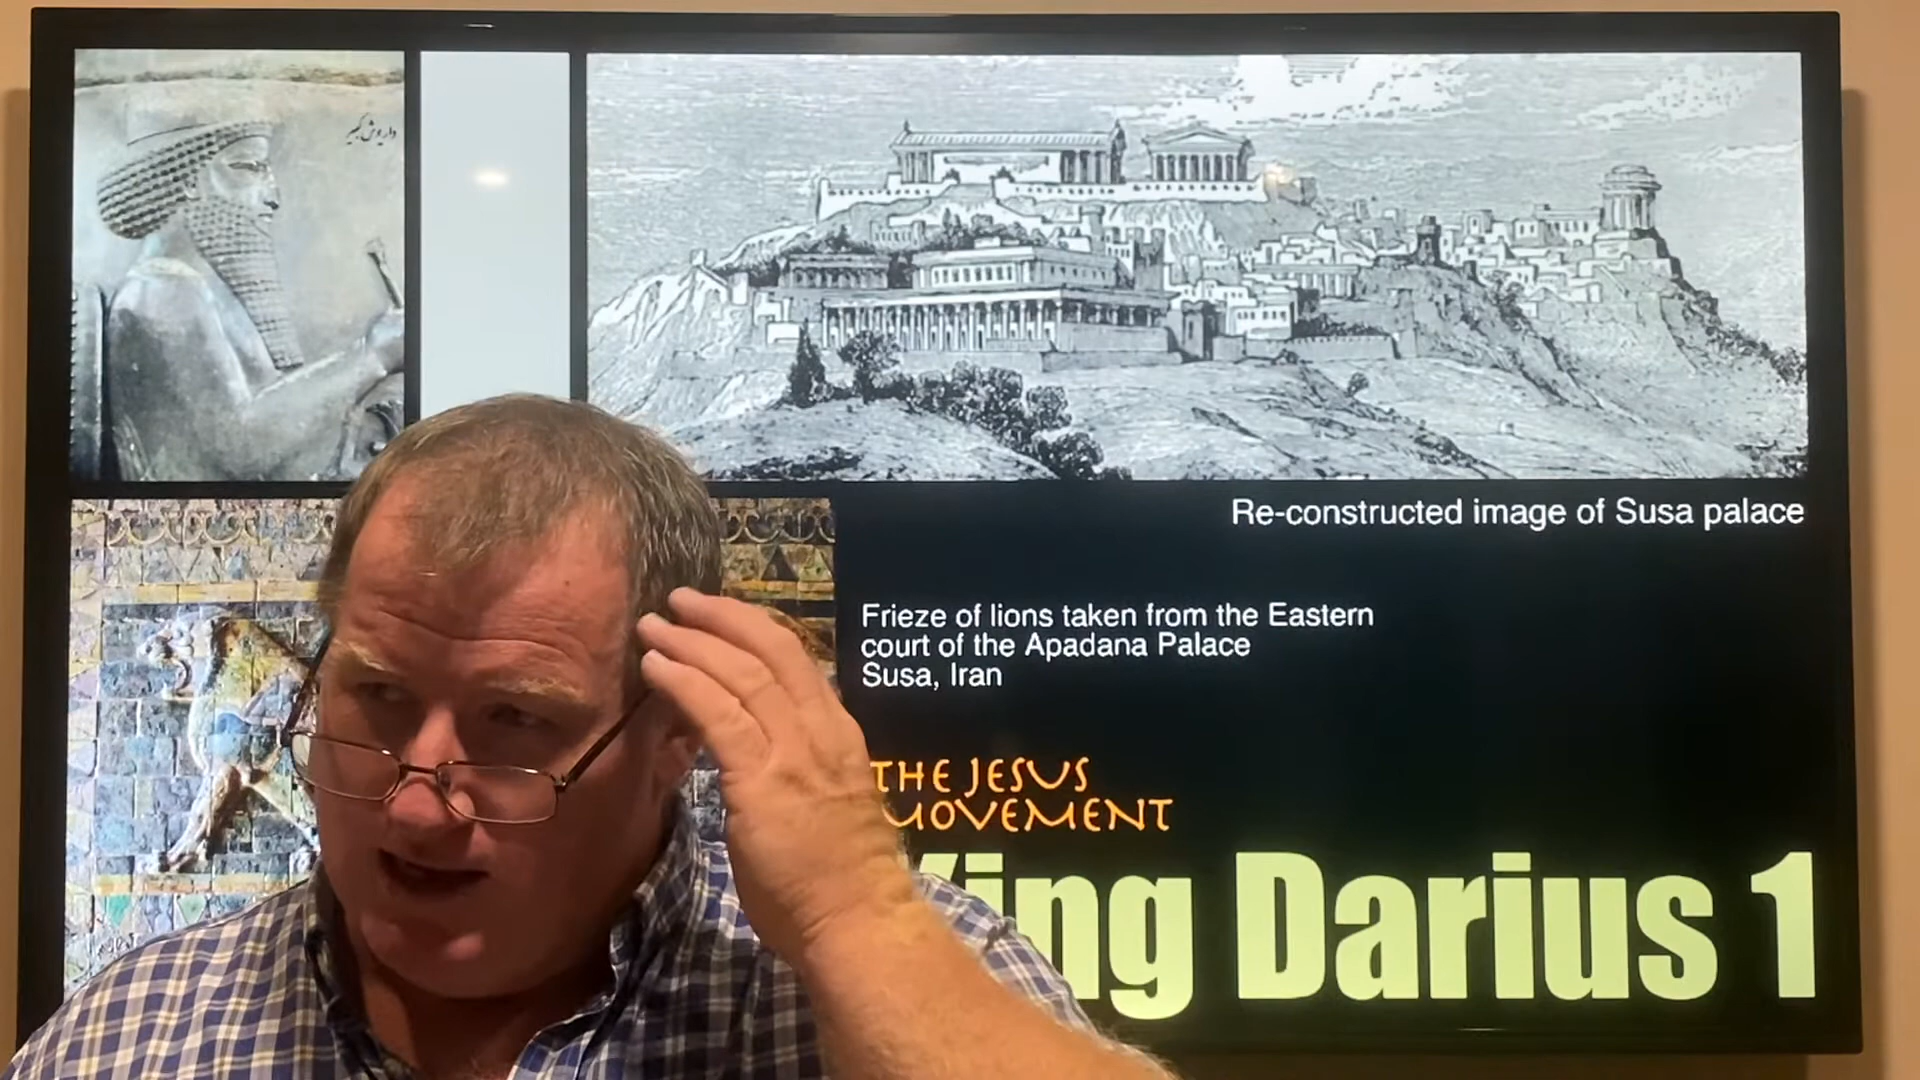 داریوش کبیر
Re-constructed image of Susa palace
Frieze of lions taken from the Eastern
court of the Apadana Palace
Susa, Iran
THE JESUS
MOVEMENT
King Darius 1